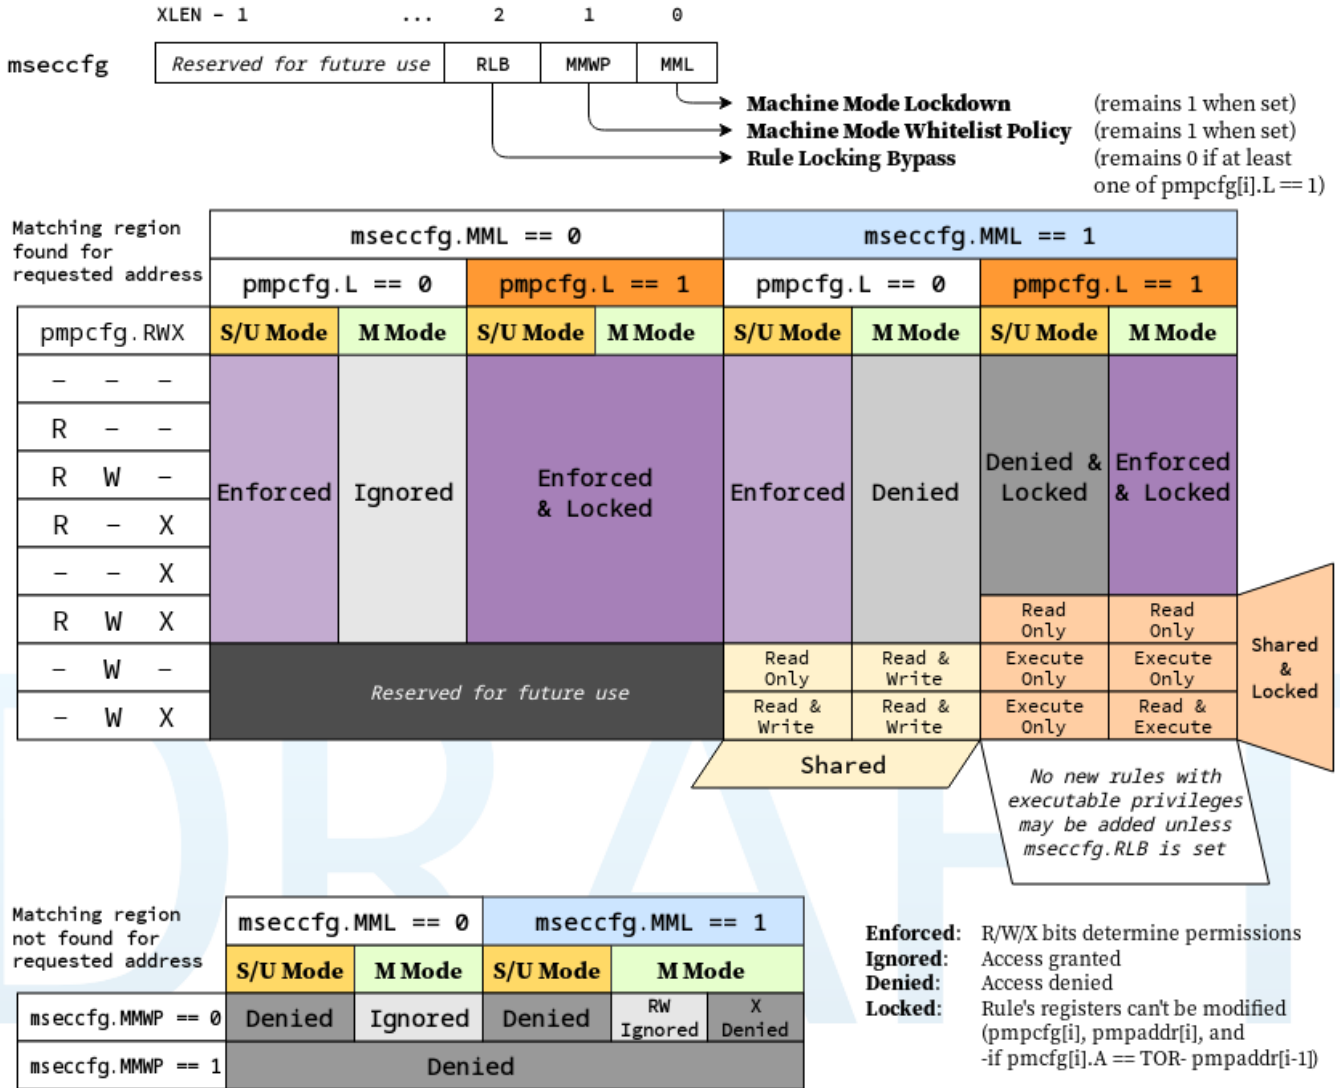 XLEN - 1 ... 2 1 0
mseccfg Reserved for future use RLB MMWP MML
Machine Mode Lockdown (remains 1 when set)
Machine Mode Whitelist Policy (remains 1 when set)
Rule Locking Bypass (remains 0 if at least
one of pmpcfg[i].L == 1)
Matching region
found for
requested address
mseccfg.MML == 0 mseccfg.MML == 1
pmpcfg.L == 0 pmpcfg.L == 1 pmpcfg.L == 0 pmpcfg.L == 1
pmpcfg.RWX S/U Mode M Mode S/U Mode M Mode S/U Mode M Mode S/U Mode M Mode
- - -
R - -
R W -
R - X
- - X
R W X
- W -
- W X
Enforced
Ignored
Enforced
& Locked
Enforced
Denied
Denied &
Locked
Enforced
& Locked
Read
Only
Read
Only
Reserved for future use
Read
Only
Read &
Write
Execute
Only
Execute
Only
Read &
Write
Read &
Write
Execute
Only
Read &
Execute
Shared
&
Locked
Shared
No new rules with
executable privileges
may be added unless
mseccfg.RLB is set
DRAFT
Matching region
not found for
requested address
mseccfg.MML == 0 mseccfg.MML == 1
S/U Mode M Mode S/U Mode M Mode
mseccfg.MMWP == 0 Denied Ignored Denied
RW
Ignored
X
Denied
mseccfg.MMWP == 1 Denied
Enforced: R/W/X bits determine permissions
Ignored: Access granted
Denied: Access denied
Locked: Rule's registers can't be modified
(pmpcfg[i], pmpaddr[i], and
-if pmcfg[i].A == TOR- pmpaddr[i-1])